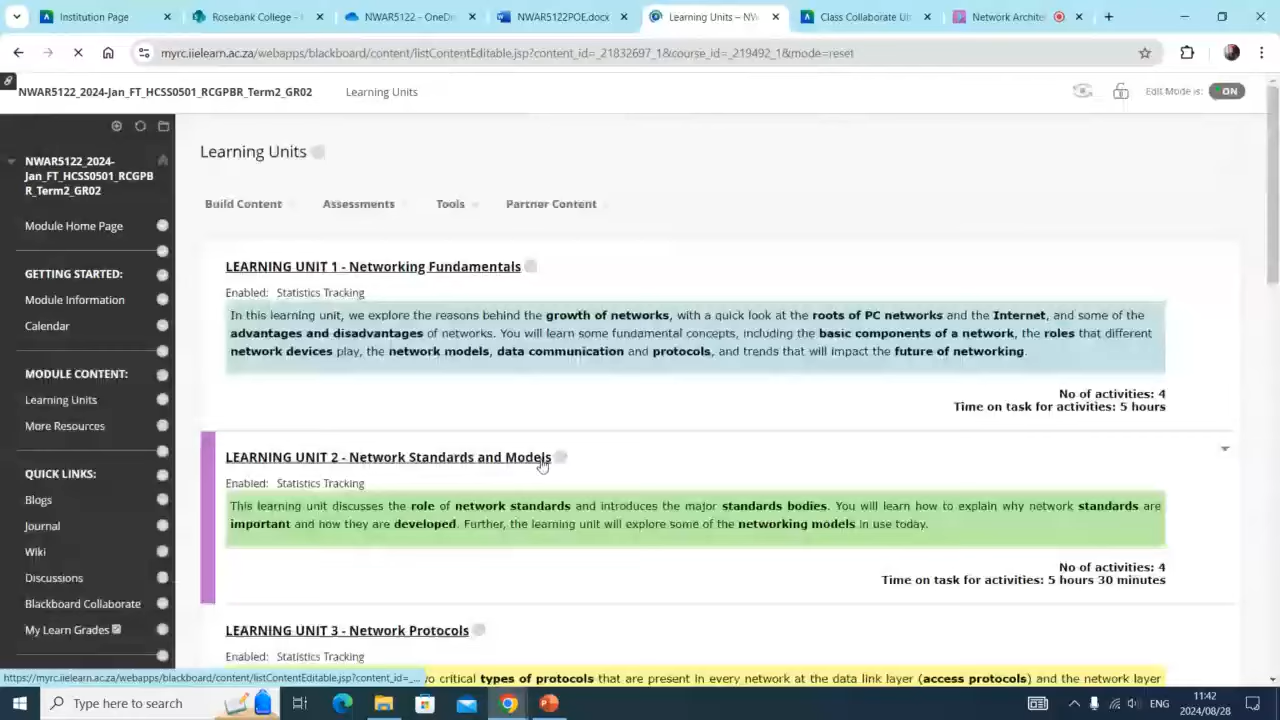 Institution Page
Rosebank College -
NWAR5122 - OneDr
NWAR5122POE.docx
Learning Units – NW
Class Collaborate Ul
Network Archite
myrc.iielearn.ac.za/webapps/blackboard/content/listContentEditable.jsp?content_id=_21832697_1&course_id=_219492_1&mode=reset
NWAR5122_2024-Jan_FT_HCSS0501_RCGPBR_Term2_GR02
Learning Units
Edit Mode is:
ON
NWAR5122_2024-
Jan_FT_HCSS0501_RCGPB
R_Term2_GR02
Module Home Page
GETTING STARTED:
Module Information
Calendar
MODULE CONTENT:
Learning Units
More Resources
QUICK LINKS:
Blogs
Journal
Wiki
Discussions
Blackboard Collaborate
My Learn Grades
Learning Units
Build Content
Assessments
Tools
Partner Content
LEARNING UNIT 1 - Networking Fundamentals
Enabled: Statistics Tracking
In this learning unit, we explore the reasons behind the growth of networks, with a quick look at the roots of PC networks and the Internet, and some of the
advantages and disadvantages of networks. You will learn some fundamental concepts, including the basic components of a network, the roles that different
network devices play, the network models, data communication and protocols, and trends that will impact the future of networking.
No of activities: 4
Time on task for activities: 5 hours
LEARNING UNIT 2 - Network Standards and Models
Enabled: Statistics Tracking
This learning unit discusses the role of network standards and introduces the major standards bodies. You will learn how to explain why network standards are
important and how they are developed. Further, the learning unit will explore some of the networking models in use today.
No of activities: 4
Time on task for activities: 5 hours 30 minutes
LEARNING UNIT 3 - Network Protocols
Enabled: Statistics Tracking
critical types of protocols that are present in every network at the data link layer (access protocols) and the network layer
https://myrc.iielearn.ac.za/webapps/blackboard/content/listContentEditable.jsp?content_id=_...
Type here to search
ENG
11:42
2024/08/28